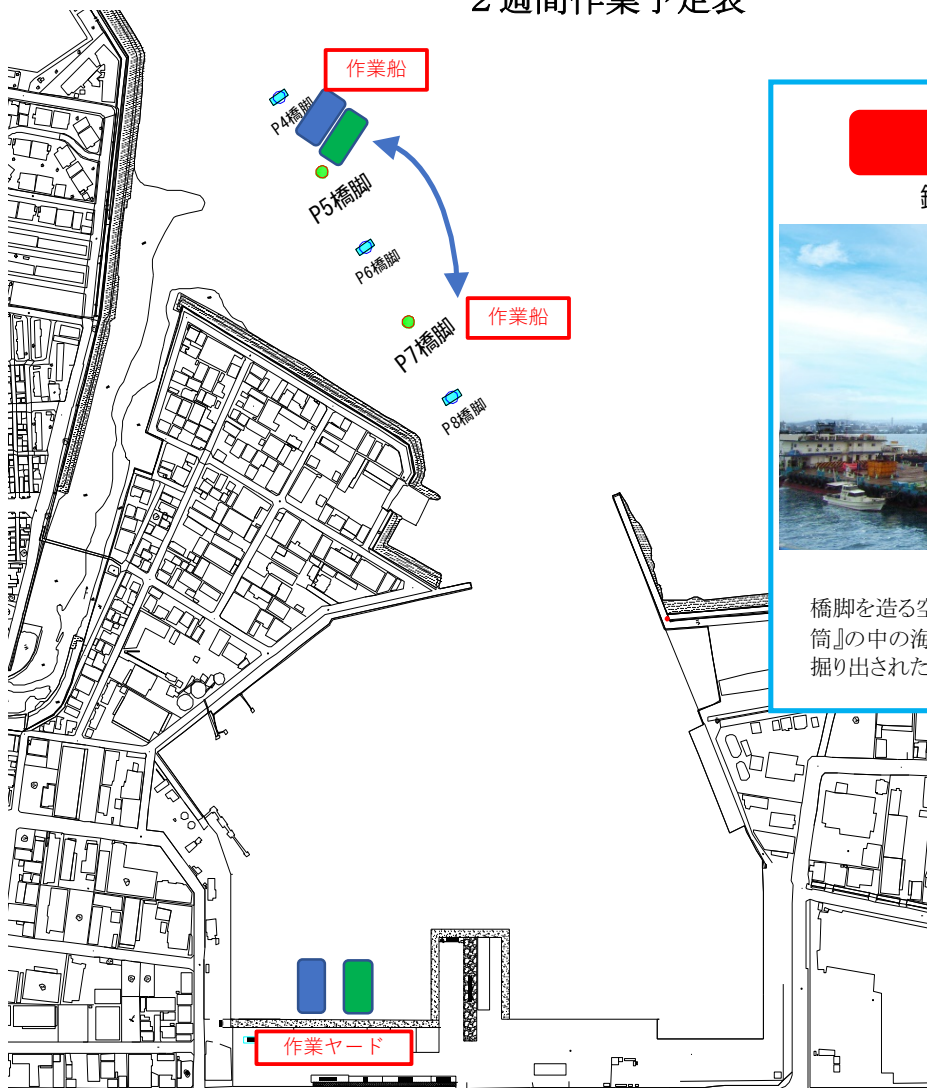 2週間作業予定表
作業船
P4橋脚
P5橋脚
P6橋脚
作業船
P7橋脚
P8橋脚
橋脚を造る空
筒』の中の海
掘り出された
作業ヤード